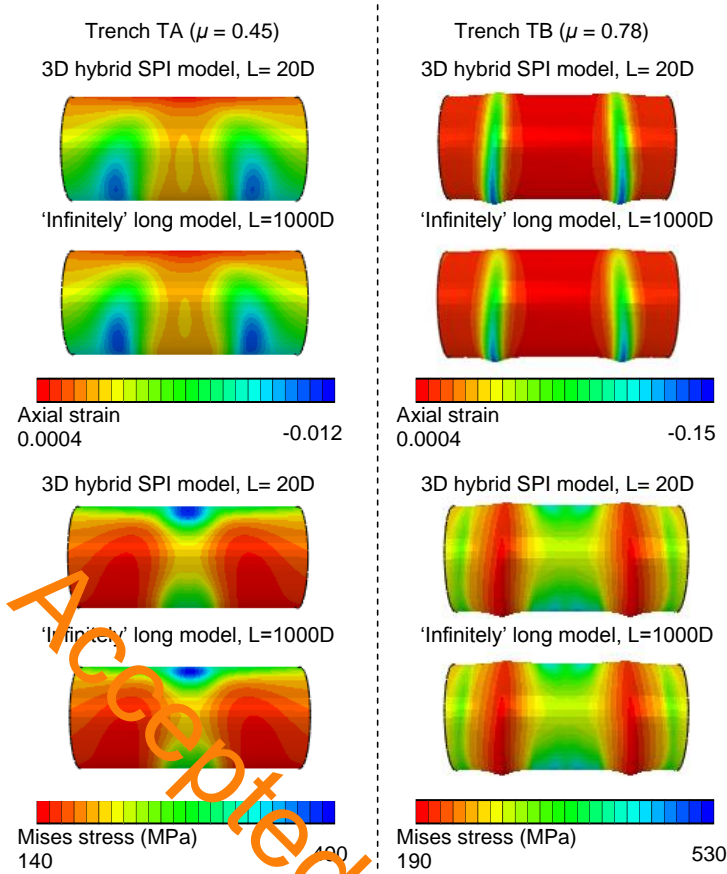 Trench TA (μ = 0.45)
3D hybrid SPI model, L= 20D
'Infinitely' long model, L=1000D
Axial strain
0.0004 -0.012
3D hybrid SPI model, L= 20D
'Infinitely' long model, L=1000D
Mises stress (MPa)
140
Trench TB (μ = 0.78)
3D hybrid SPI model, L= 20D
'Infinitely' long model, L=1000D
Axial strain
0.0004 -0.15
3D hybrid SPI model, L= 20D
'Infinitely' long model, L=1000D
Mises stress (MPa)
190 530
Accepted